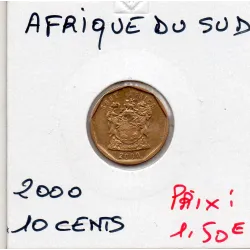 AFRIQUE DU SUD
2000
10 CENTS
Prix :
1.50E